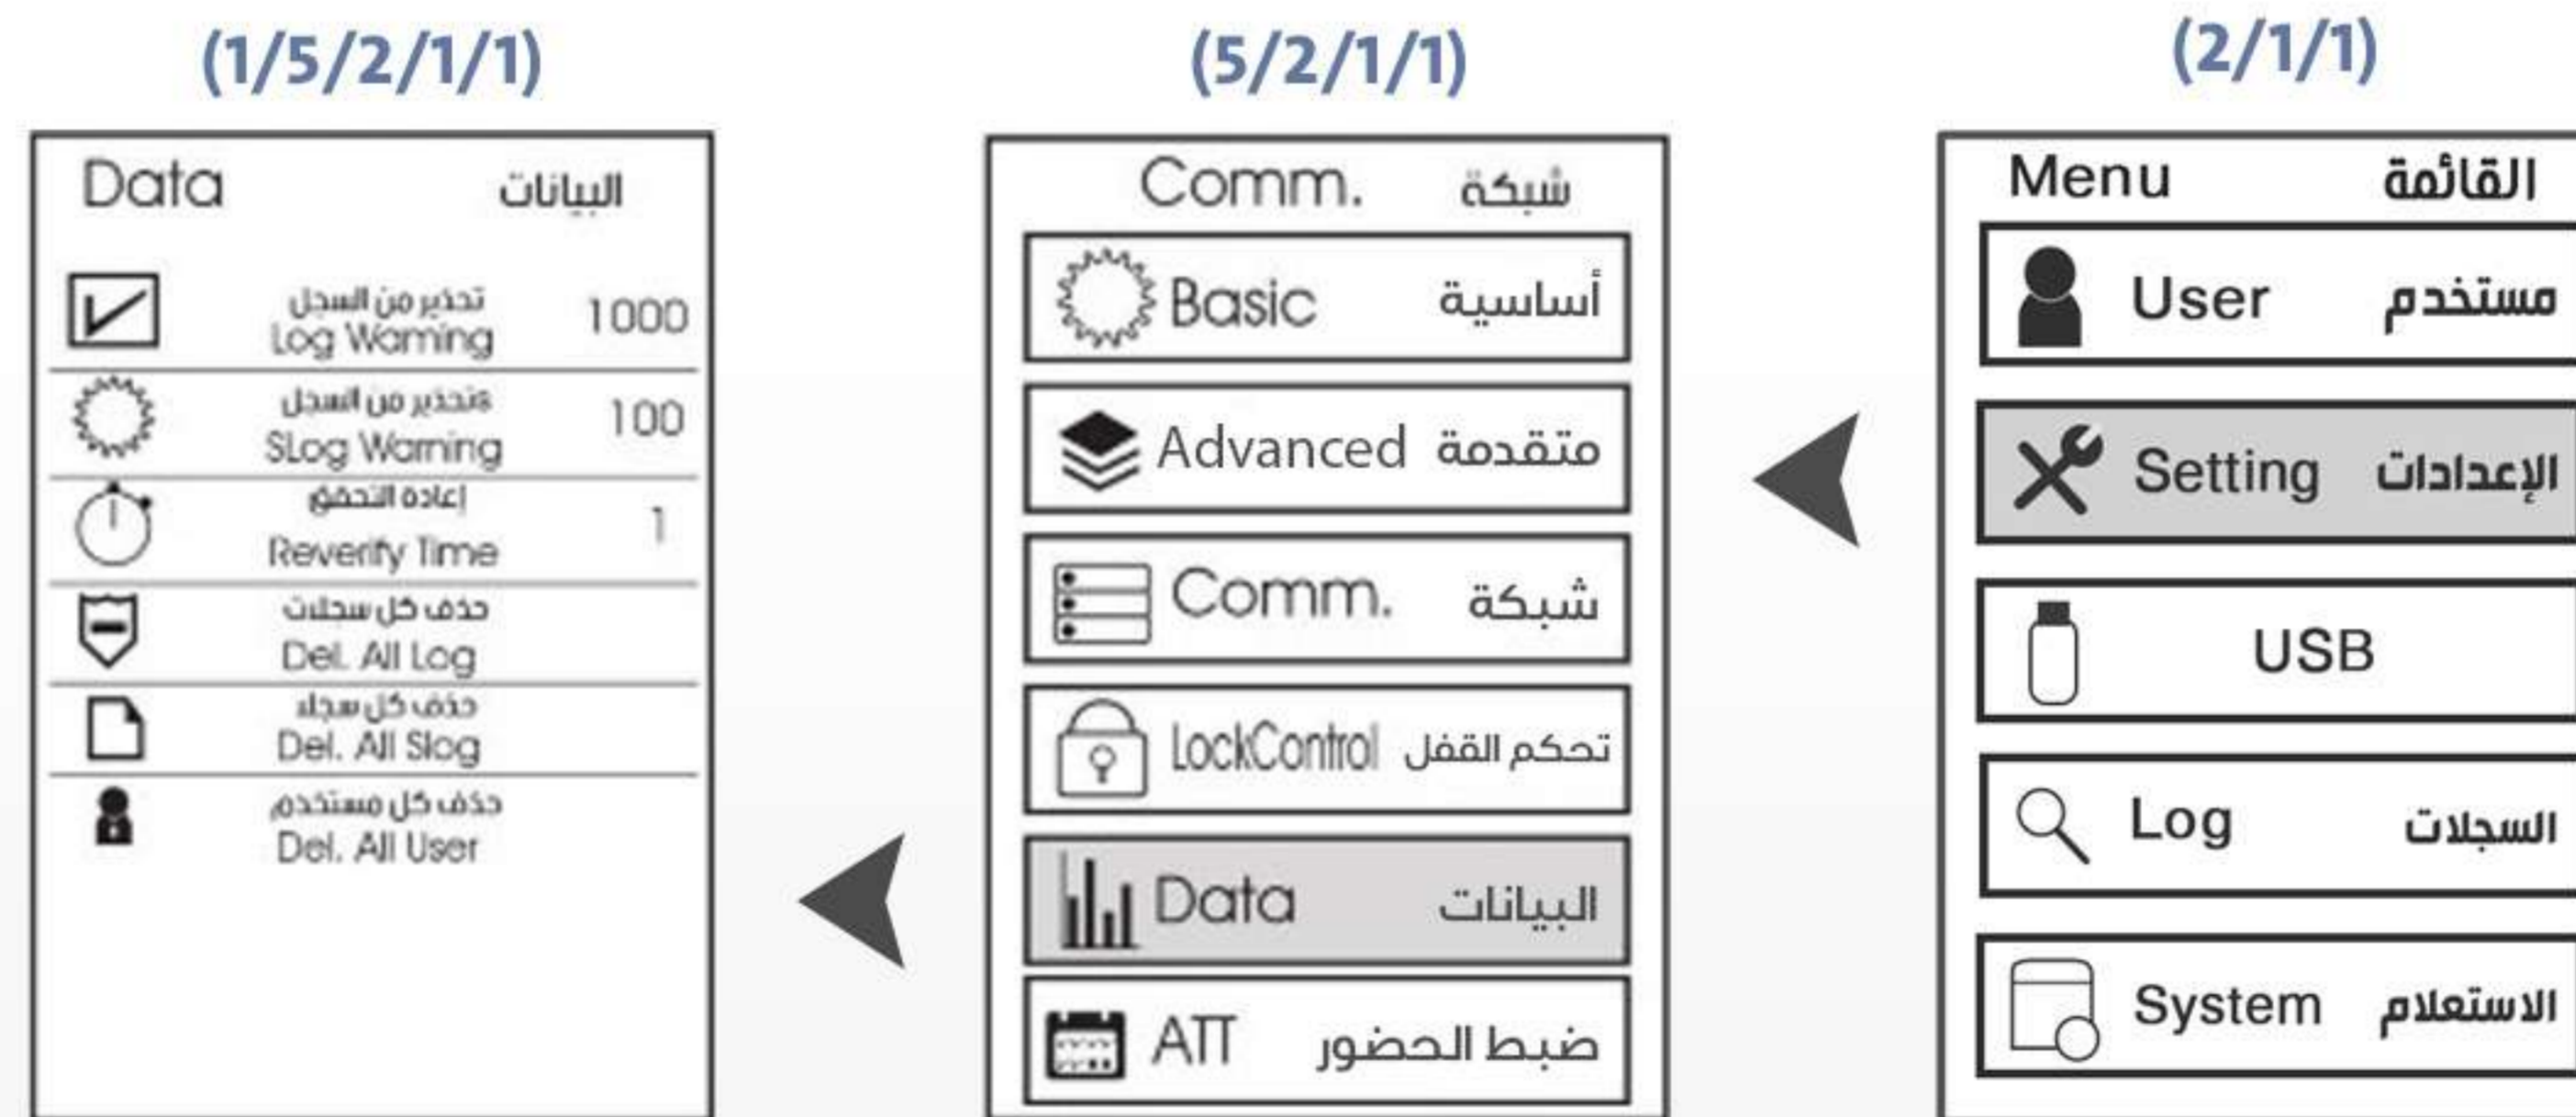 (2/1/1)
Menu القائمة
User مستخدم
Setting الإعدادات
USB
Log السجلات
System الاستعلام
(5/2/1/1)
Comm. شبكة
Basic أساسية
Advanced متقدمة
Comm. شبكة
LockControl تحكم القفل
Data البيانات
ATT ضبط الحضور
(1/5/2/1/1)
Data البيانات
تحذير من السجل 1000
Log Warning
من السجل 100
SLog Warning
إعادة التحقق
Reverify Time 1
حذف كل سجلات
Del. All Log
حذف كل
Del. All Slog
حذف كل مستخدم
Del. All User